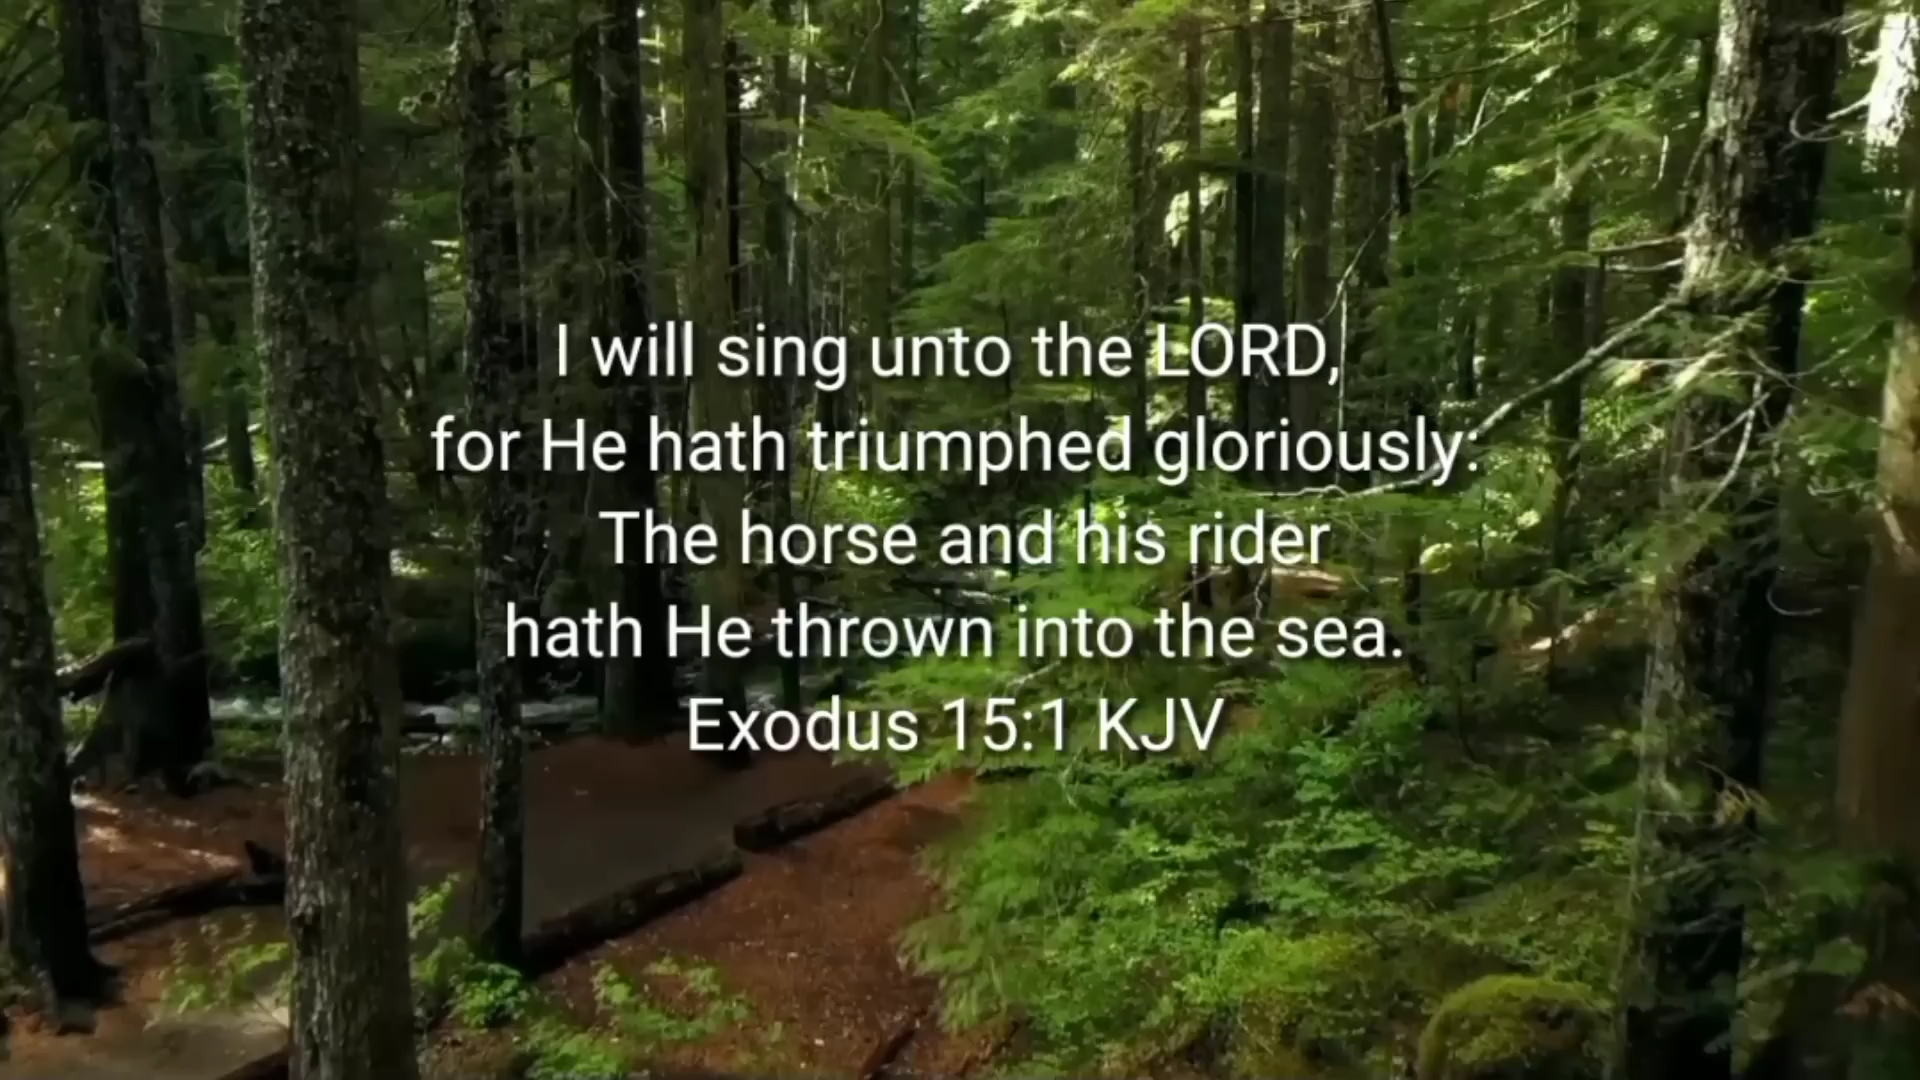 I will sing unto the LORD,
for He hath triumphed gloriously:
The horse and his rider
hath He thrown into the sea.
Exodus 15:1 KJV